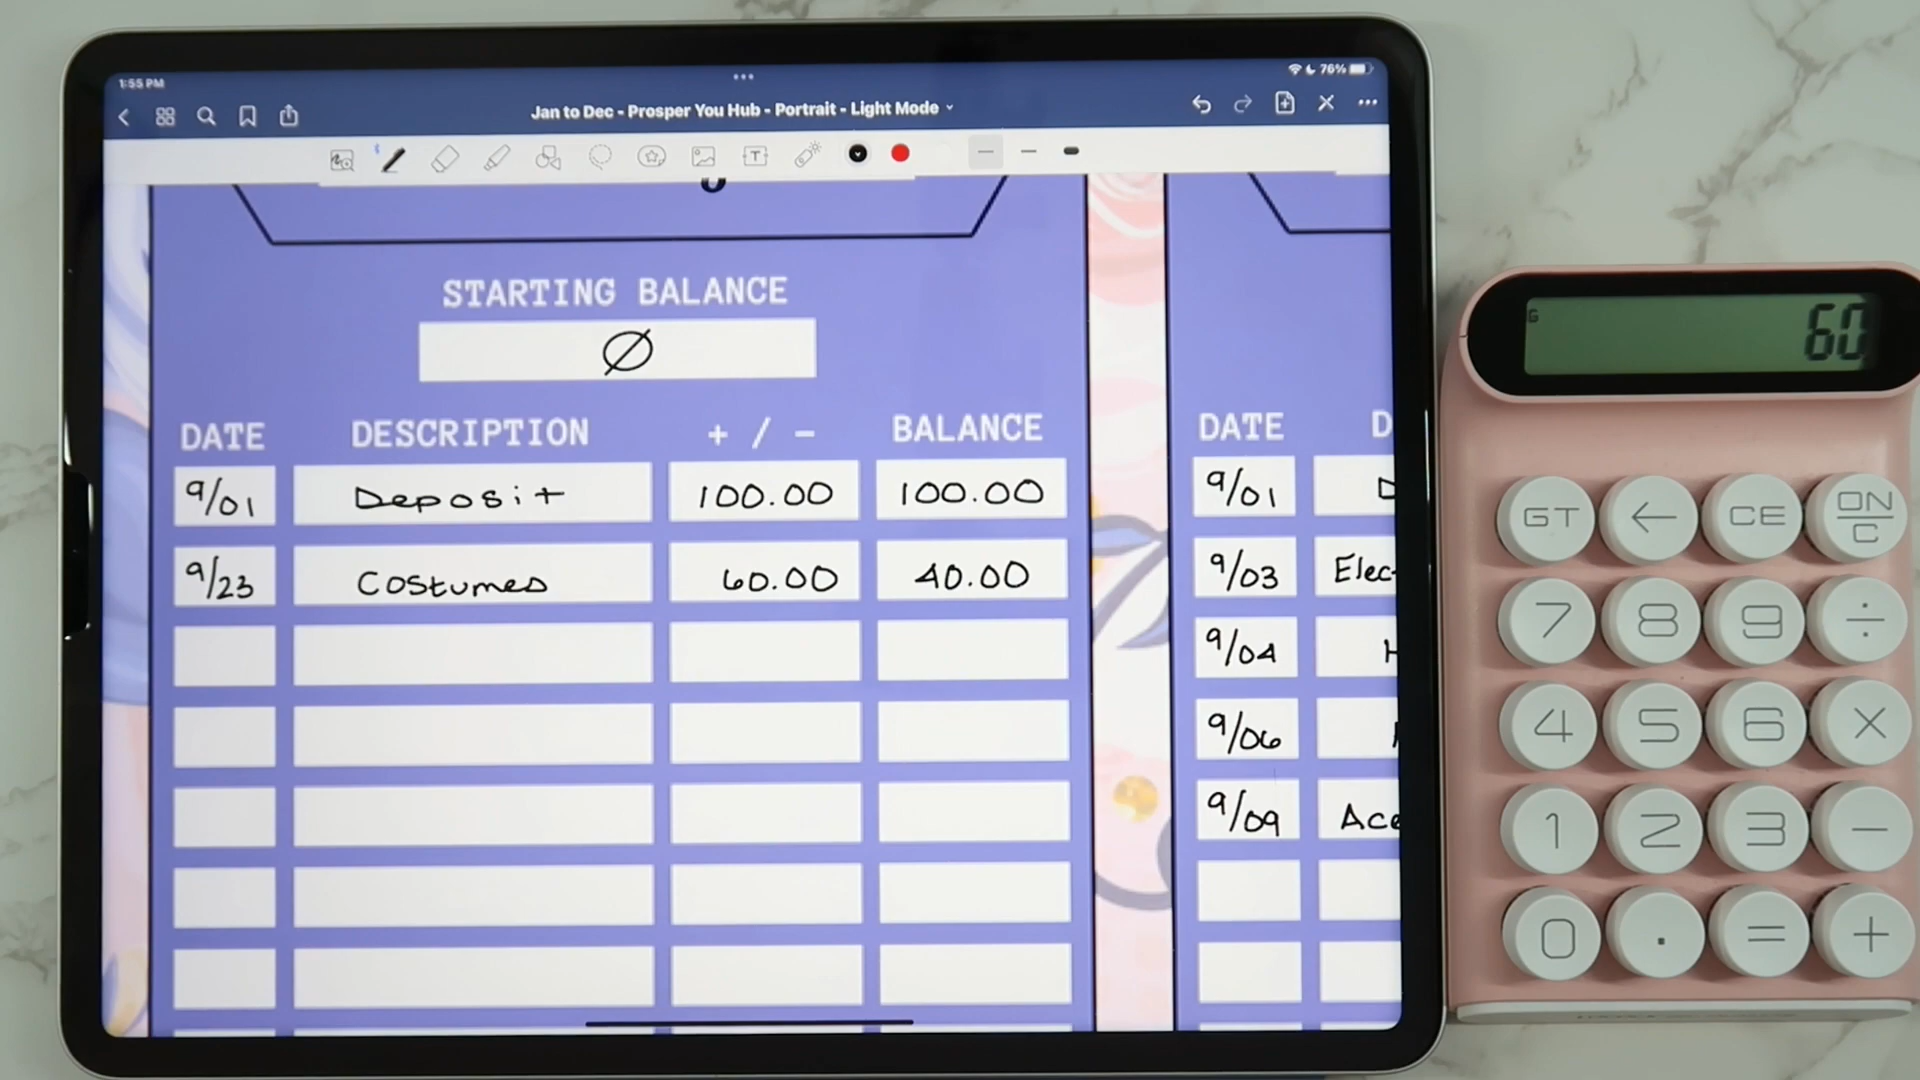 1:55 PM
76%
Jan to Dec - Prosper You Hub - Portrait - Light Mode
STARTING BALANCE
Ø
DATE DESCRIPTION + / - BALANCE
9/01 Deposit 100.00 100.00
9/23 Costumes 60.00 40.00
DATE D
9/01 D
9/03 Elec
9/04 H
9/06
9/09 Ace
G 60
GT ← CE ON/C
7 8 9 ÷
4 5 6 ×
1 2 3 −
0 . = +